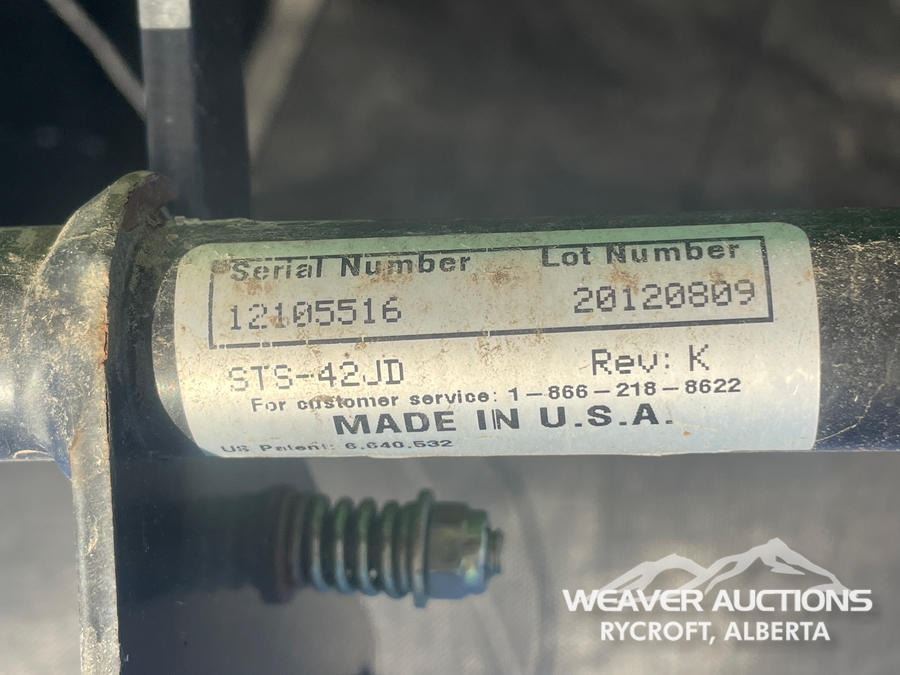 Serial Number Lot Number
12105516 20120809
STS-42JD Rev: K
For customer service: 1-866-218-8622
MADE IN U.S.A.
US Patent: 6,640,532
WEAVER AUCTIONS
RYCROFT, ALBERTA